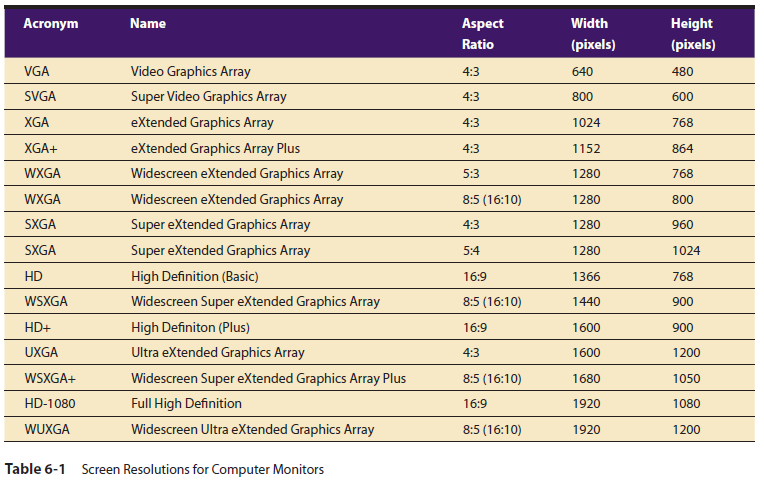 Acronym Name Aspect Ratio Width (pixels) Height (pixels)
VGA Video Graphics Array 4:3 640 480
SVGA Super Video Graphics Array 4:3 800 600
XGA eXtended Graphics Array 4:3 1024 768
XGA+ eXtended Graphics Array Plus 4:3 1152 864
WXGA Widescreen eXtended Graphics Array 5:3 1280 768
WXGA Widescreen eXtended Graphics Array 8:5 (16:10) 1280 800
SXGA Super eXtended Graphics Array 4:3 1280 960
SXGA Super eXtended Graphics Array 5:4 1280 1024
HD High Definition (Basic) 16:9 1366 768
WSXGA Widescreen Super eXtended Graphics Array 8:5 (16:10) 1440 900
HD+ High Definiton (Plus) 16:9 1600 900
UXGA Ultra eXtended Graphics Array 4:3 1600 1200
WSXGA+ Widescreen Super eXtended Graphics Array Plus 8:5 (16:10) 1680 1050
HD-1080 Full High Definition 16:9 1920 1080
WUXGA Widescreen Ultra eXtended Graphics Array 8:5 (16:10) 1920 1200
Table 6-1 Screen Resolutions for Computer Monitors